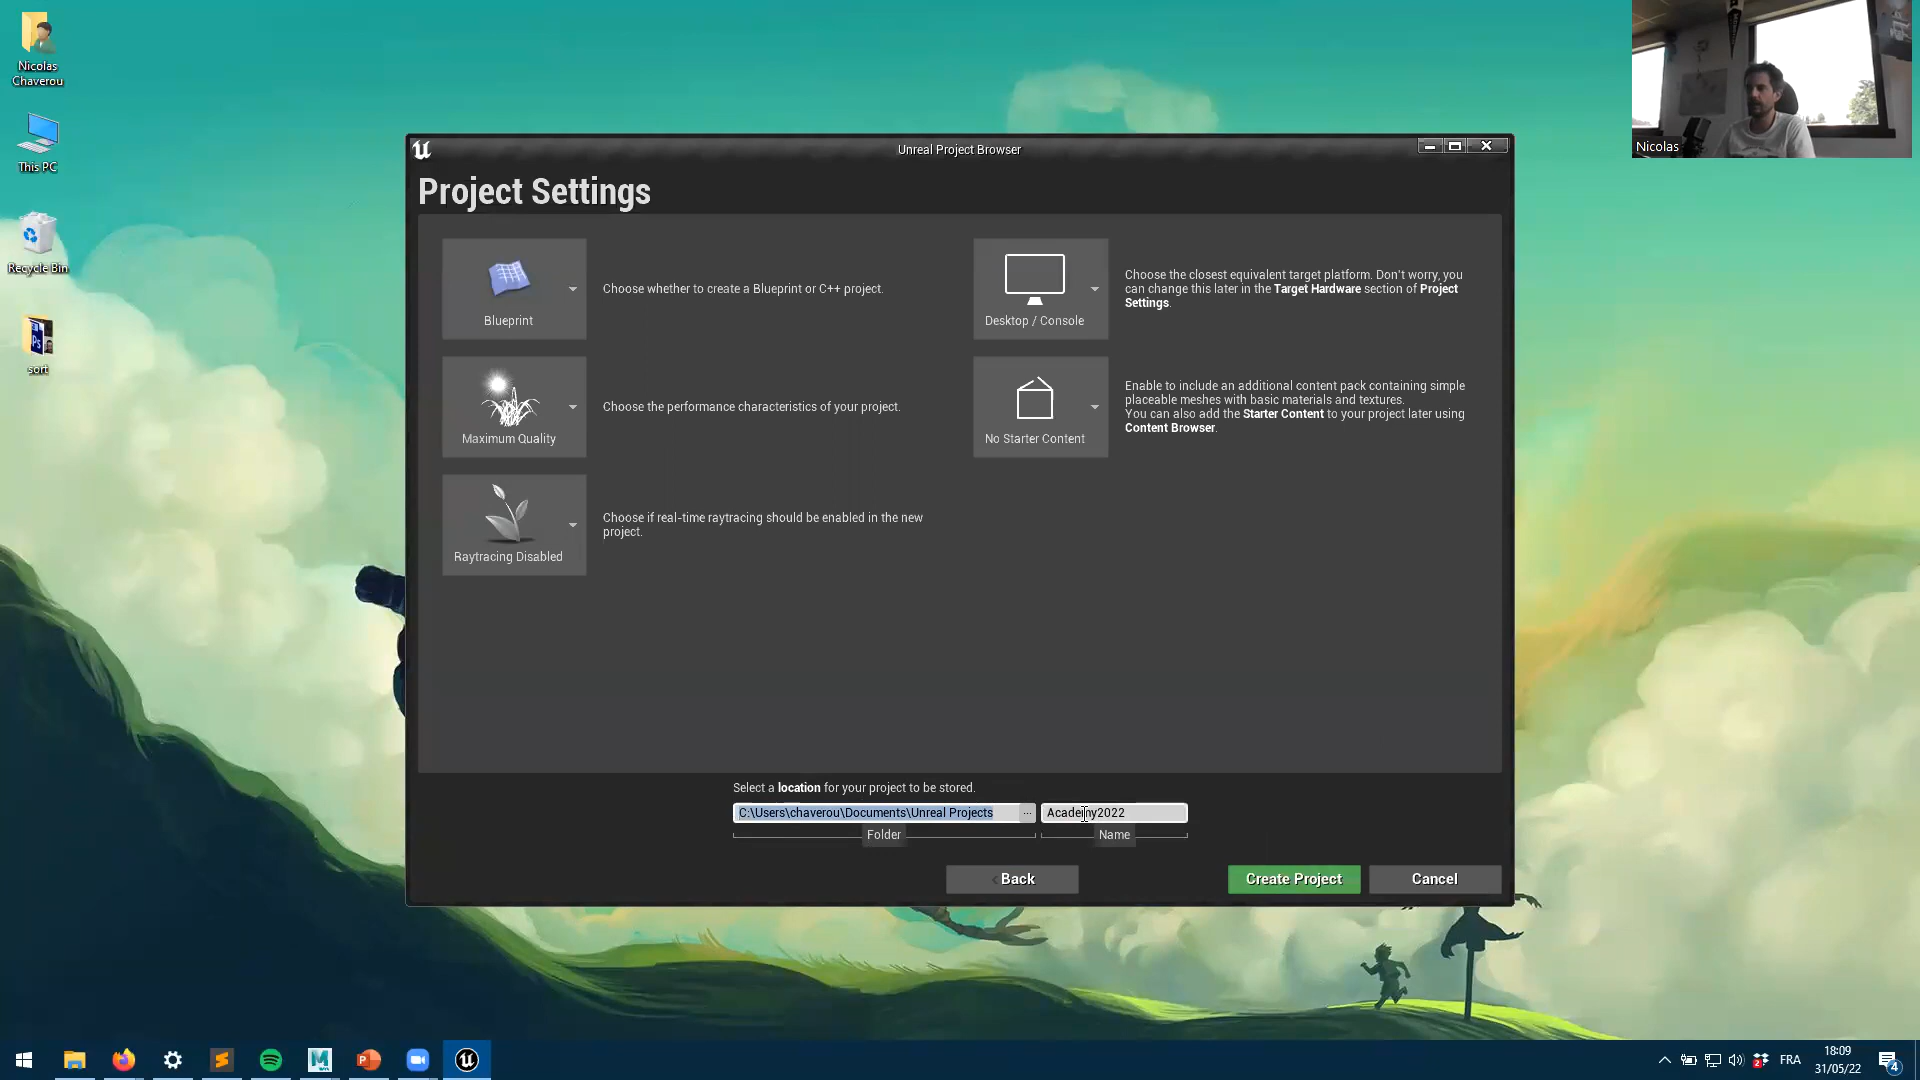 Nicolas
Chaverou
This PC
Recycle Bin
sort
Unreal Project Browser
Project Settings
Blueprint
Choose whether to create a Blueprint or C++ project.
Maximum Quality
Choose the performance characteristics of your project.
Raytracing Disabled
Choose if real-time raytracing should be enabled in the new
project.
Desktop / Console
Choose the closest equivalent target platform. Don't worry, you
can change this later in the Target Hardware section of Project
Settings.
No Starter Content
Enable to include an additional content pack containing simple
placeable meshes with basic materials and textures.
You can also add the Starter Content to your project later using
Content Browser.
Select a location for your project to be stored.
C:\Users\chaverou\Documents\Unreal Projects
...
Academy2022
Folder
Name
Back
Create Project
Cancel
Nicolas
FRA
18:09
31/05/22
4
2
Ps
M
P